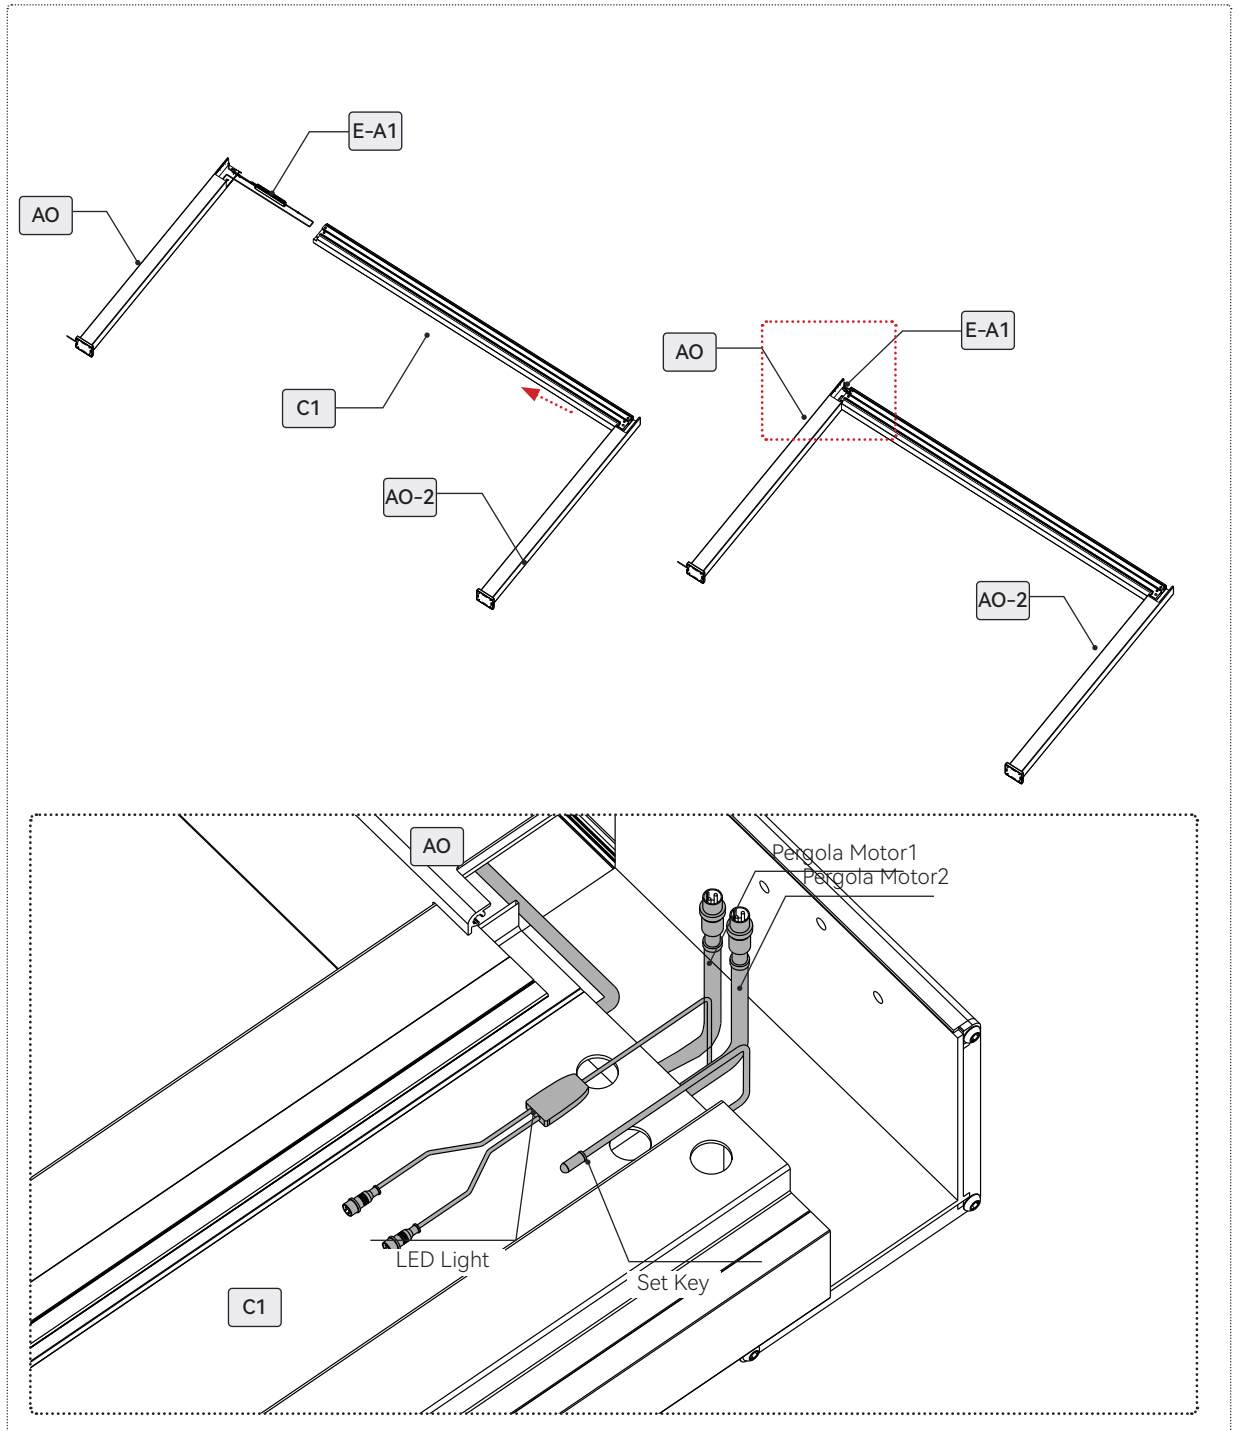 E-A1
AO
C1
AO-2
E-A1
AO
AO-2
AO
Pergola Motor1
Pergola Motor2
LED Light
Set Key
C1